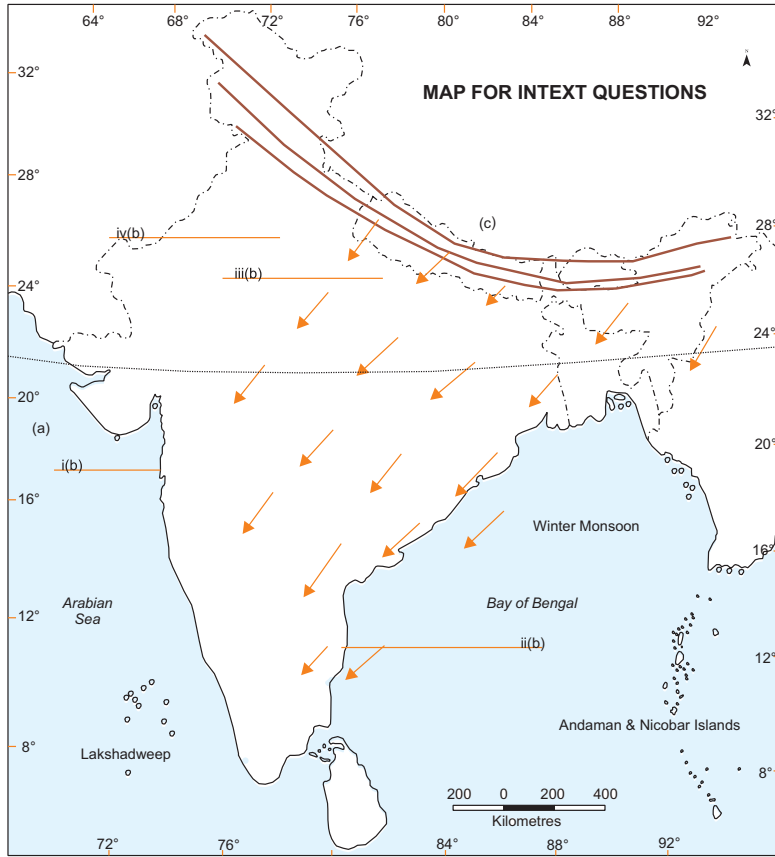 64° 68° 72° 76° 80° 84° 88° 92°
N
MAP FOR INTEXT QUESTIONS
32°
32°
28°
28°
(c)
iv(b)
iii(b)
24°
24°
20°
20°
(a)
i(b)
16°
Winter Monsoon
16°
Arabian
Sea
Bay of Bengal
12°
ii(b)
12°
Andaman & Nicobar Islands
Lakshadweep
8°
8°
200 0 200 400
Kilometres
72° 76° 80° 84° 88° 92°